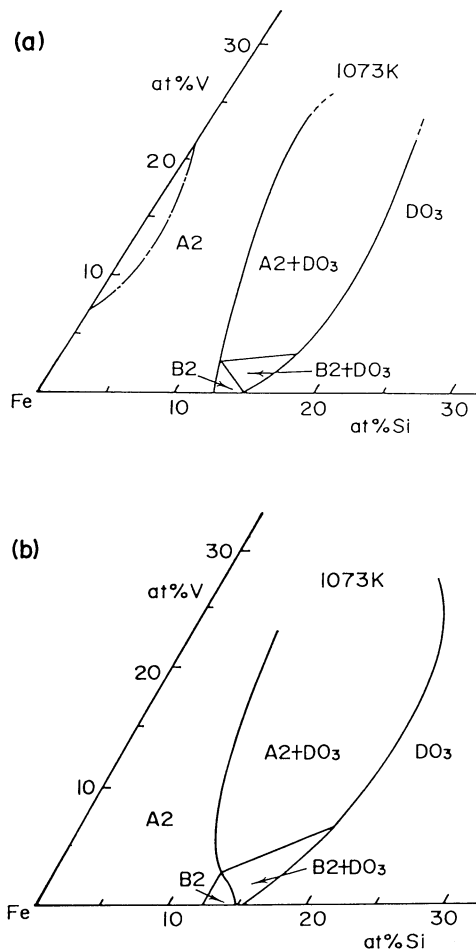 (a)
30
1073K
at%V
20
DO₃
A2
A2+DO₃
10
B2
B2+DO₃
Fe
10
20
30
at%Si
(b)
30
1073K
at%V
20
A2+DO₃
DO₃
10
A2
B2
B2+DO₃
Fe
10
20
30
at%Si